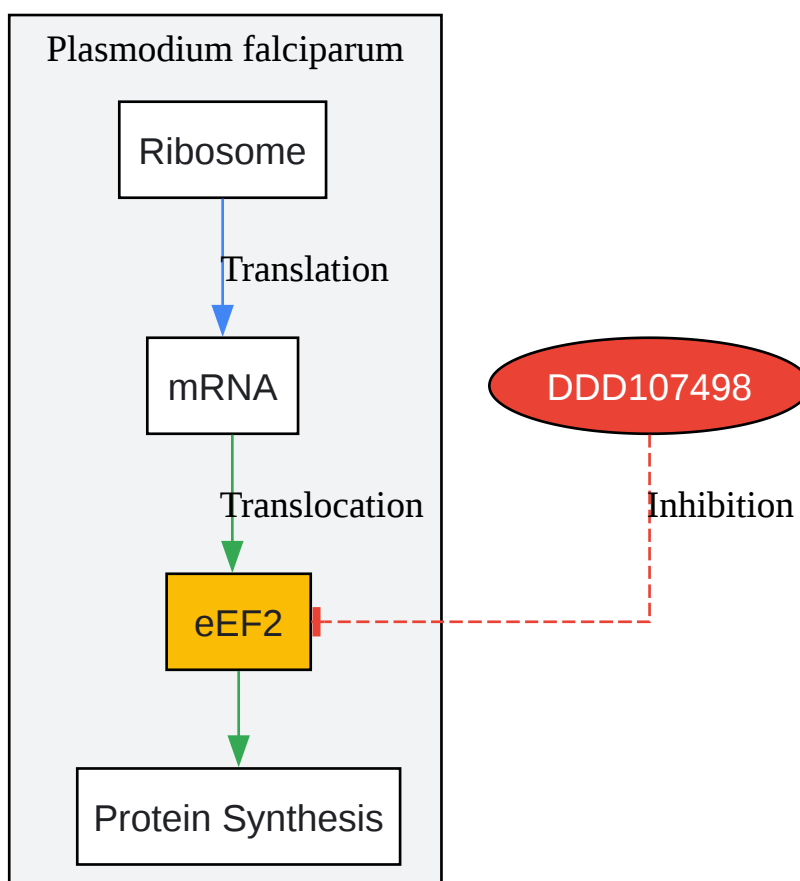 Plasmodium falciparum
Ribosome
Translation
mRNA
DDD107498
Translocation
Inhibition
eEF2
Protein Synthesis